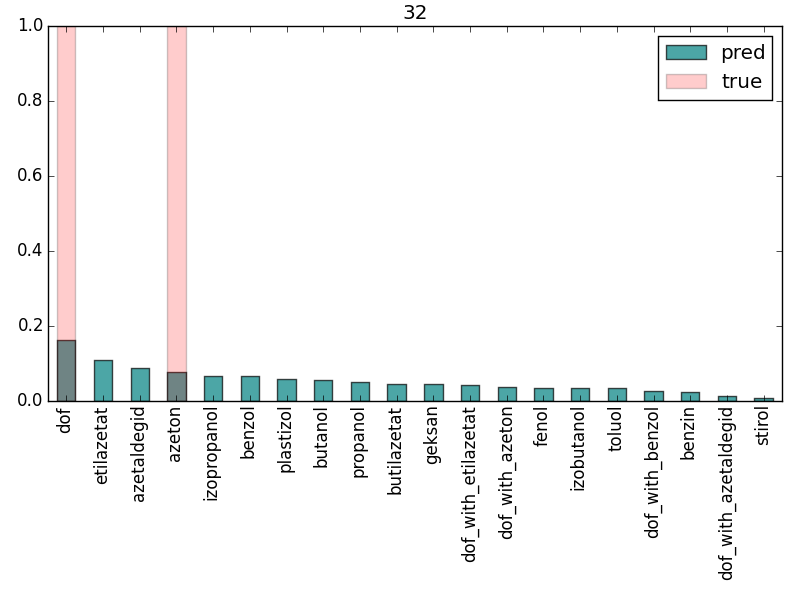 32
1.0
0.8
0.6
0.4
0.2
0.0
pred
true
dof
etilazetat
azetaldegid
azeton
izopropanol
benzol
plastizol
butanol
propanol
butilazetat
geksan
dof_with_etilazetat
dof_with_azeton
fenol
izobutanol
toluol
dof_with_benzol
benzin
dof_with_azetaldegid
stirol